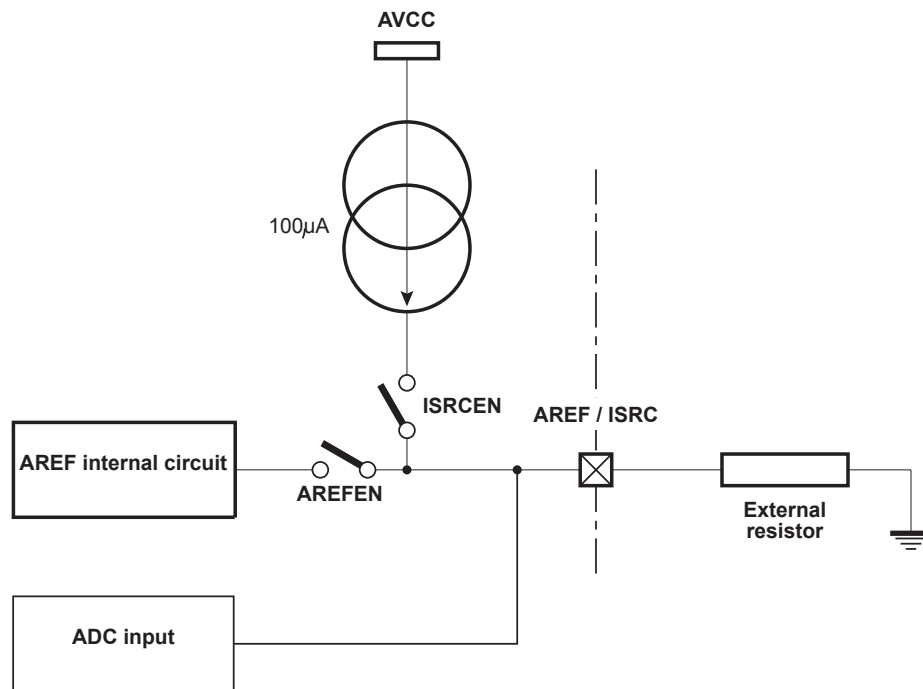 AVCC
100µA
ISRCEN
AREF / ISRC
AREF internal circuit
AREFEN
External
resistor
ADC input